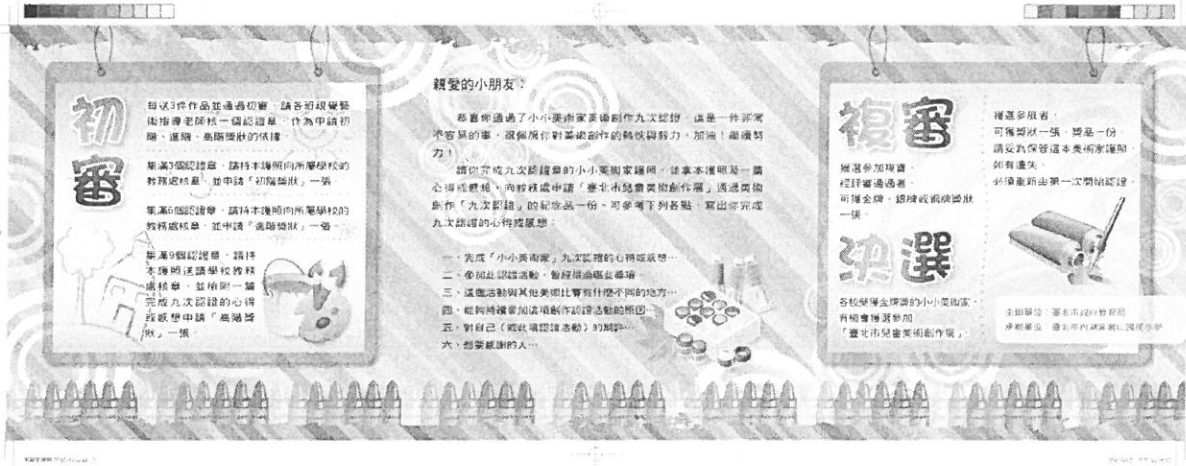 初審
每送3件作品並通過初審，請各班視覺藝
術指導老師核一個認證章，作為申請初
階、進階、高階獎狀的依據。
集滿3個認證章，請持本護照向所屬學校的
教務處核章，並申請「初階獎狀」一張。
集滿6個認證章，請持本護照向所屬學校的
教務處核章，並申請「進階獎狀」一張。
集滿9個認證章，請持
本護照送請學校教務
處核章，並檢附一篇
完成九次認證的心得
或感想申請「高階獎
狀」一張。
親愛的小朋友：
恭喜你通過了小小美術家美術創作九次認證，這是一件非常
不容易的事，很佩服你對美術創作的熱忱與努力，加油！繼續努
力！
請你完成九次認證章的小小美術家護照，並拿本護照及一篇
心得或感想，向教務處申請「臺北市兒童美術創作展」通過美術
創作「九次認證」的紀念品一份。可參考下列各點，寫出你完成
九次認證的心得或感想：
一、完成「小小美術家」九次認證的心得或感想…
二、參加此認證活動，曾經得過哪些獎項…
三、這個活動與其他美術比賽有什麼不同的地方…
四、能夠持續參加這項創作認證活動的原因…
五、對自己（或此項認證活動）的期許…
六、想要感謝的人…
複審
獲選參加複審，
經評審通過者，
可獲金牌、銀牌或銅牌獎狀
一張。
決選
各校榮獲金牌獎的小小美術家，
有機會獲選參加
「臺北市兒童美術創作展」。
獲選參展者，
可獲獎狀一張、獎品一份。
請妥為保管這本美術家護照，
如有遺失，
必須重新由第一次開始認證。
主辦單位：臺北市政府教育局